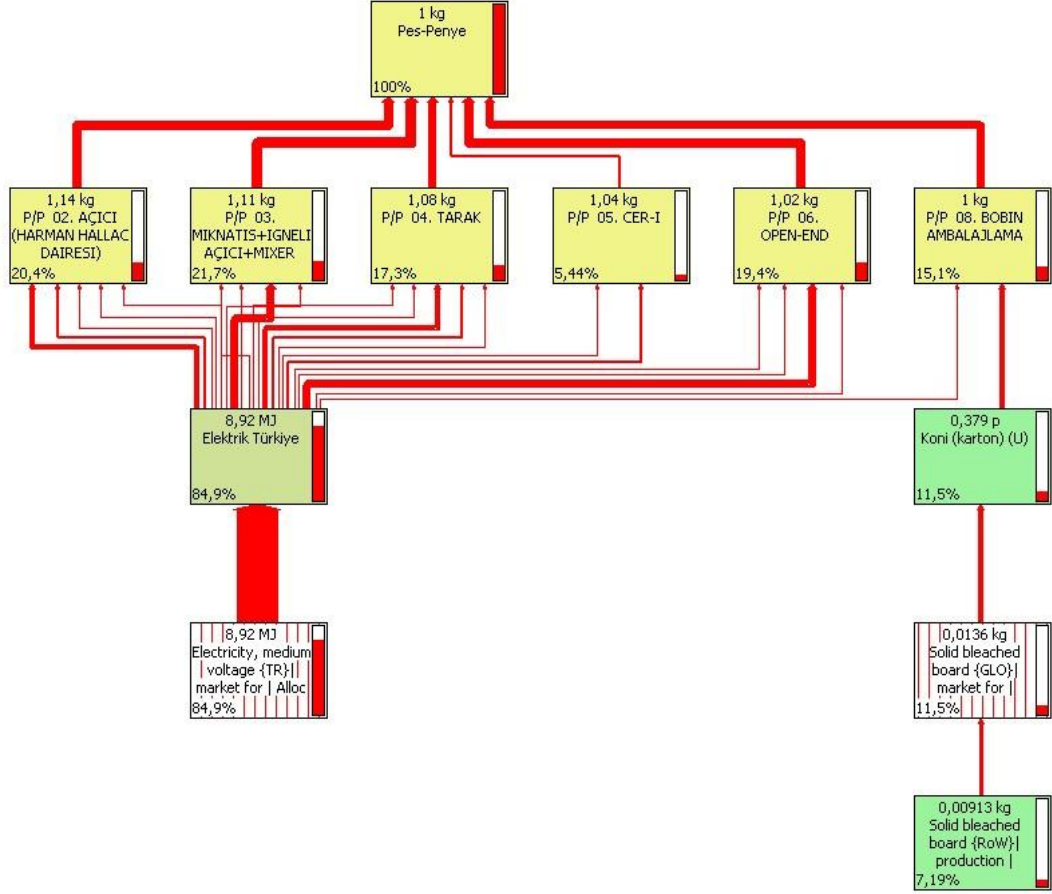 1 kg
Pes-Penye
100%
1,14 kg
P/P 02. AÇICI
(HARMAN HALLAC
DAIRESI)
20,4%
1,11 kg
P/P 03.
MIKNATIS+IGNELI
AÇICI+MIXER
21,7%
1,08 kg
P/P 04. TARAK
17,3%
1,04 kg
P/P 05. CER-I
5,44%
1,02 kg
P/P 06.
OPEN-END
19,4%
1 kg
P/P 08. BOBIN
AMBALAJLAMA
15,1%
8,92 MJ
Elektrik Türkiye
84,9%
0,379 p
Koni (karton) (U)
11,5%
8,92 MJ
Electricity, medium
voltage {TR}|
market for | Alloc
84,9%
0,0136 kg
Solid bleached
board {GLO}|
market for |
11,5%
0,00913 kg
Solid bleached
board {RoW}|
production |
7,19%